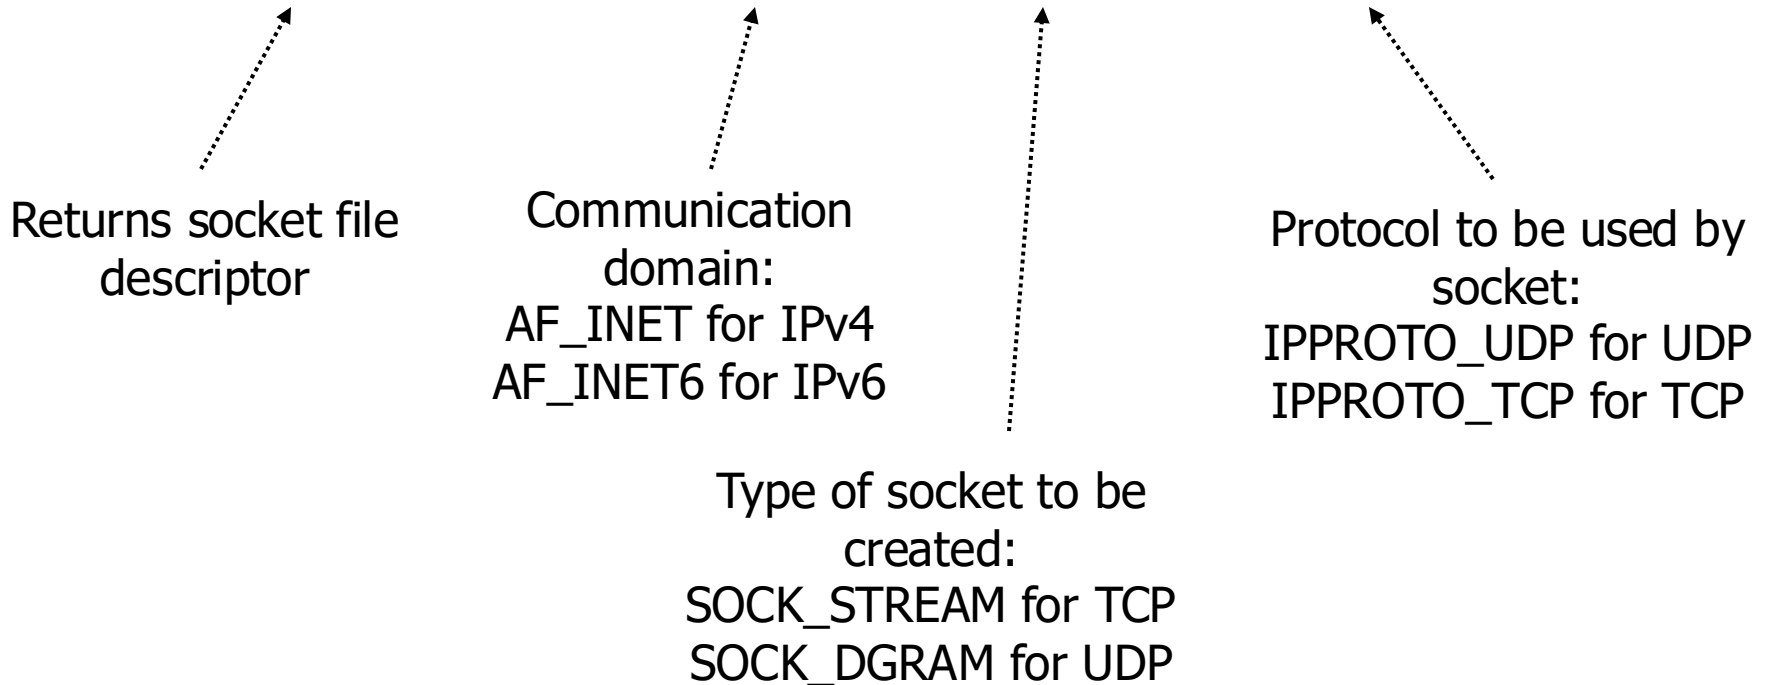 Returns socket file
descriptor
Communication
domain:
AF_INET for IPv4
AF_INET6 for IPv6
Type of socket to be
created:
SOCK_STREAM for TCP
SOCK_DGRAM for UDP
Protocol to be used by
socket:
IPPROTO_UDP for UDP
IPPROTO_TCP for TCP